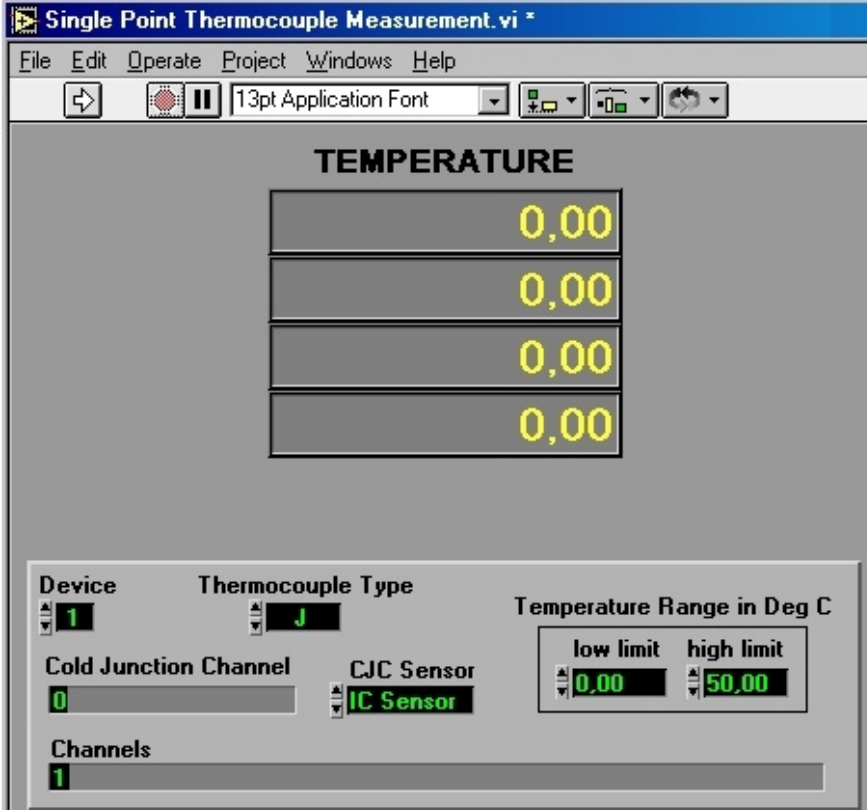 Single Point Thermocouple Measurement.vi *
File Edit Operate Project Windows Help
13pt Application Font
TEMPERATURE
0,00
0,00
0,00
0,00
Device
1
Thermocouple Type
J
Temperature Range in Deg C
low limit
0,00
high limit
50,00
Cold Junction Channel
0
CJC Sensor
IC Sensor
Channels
1